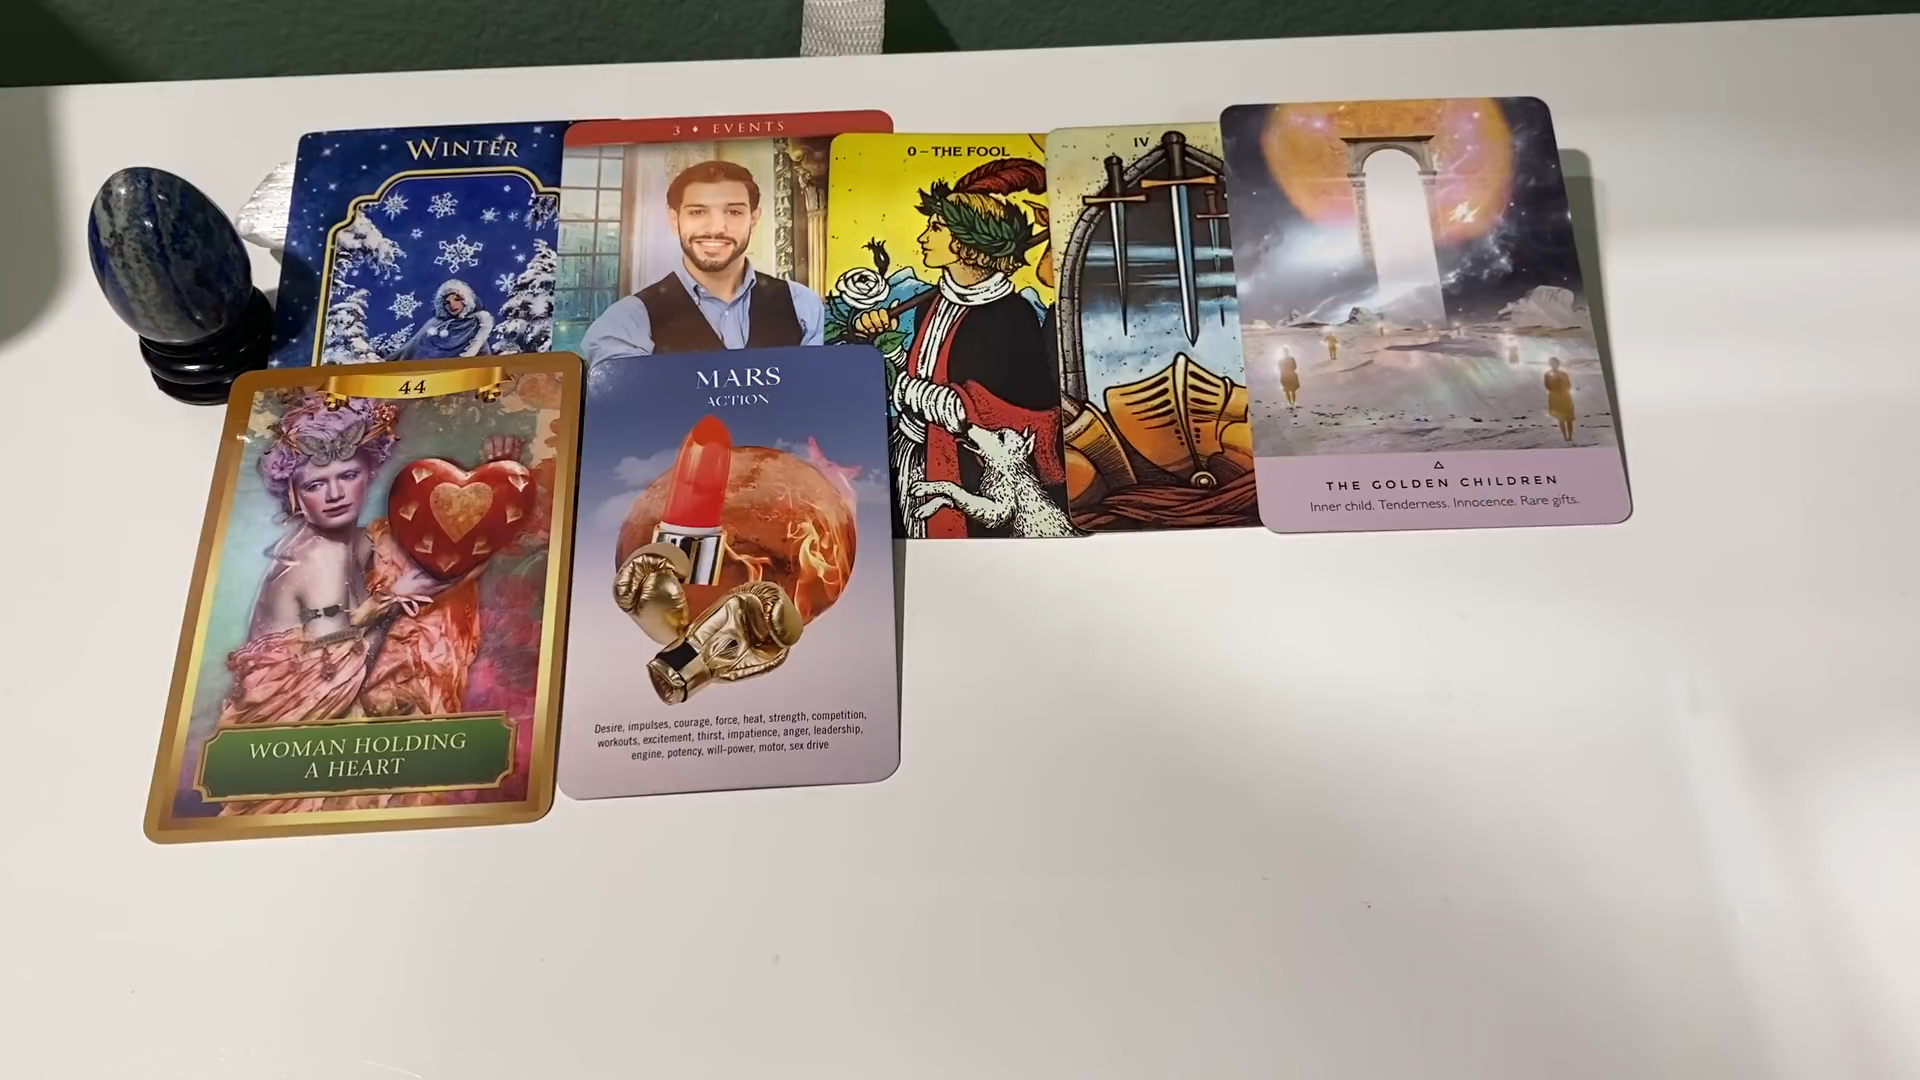 WINTER
3 • EVENTS
0 – THE FOOL
IV
THE GOLDEN CHILDREN
Inner child. Tenderness. Innocence. Rare gifts.
44
WOMAN HOLDING
A HEART
MARS
ACTION
Desire, impulses, courage, force, heat, strength, competition,
workouts, excitement, thirst, impatience, anger, leadership,
engine, potency, will-power, motor, sex drive